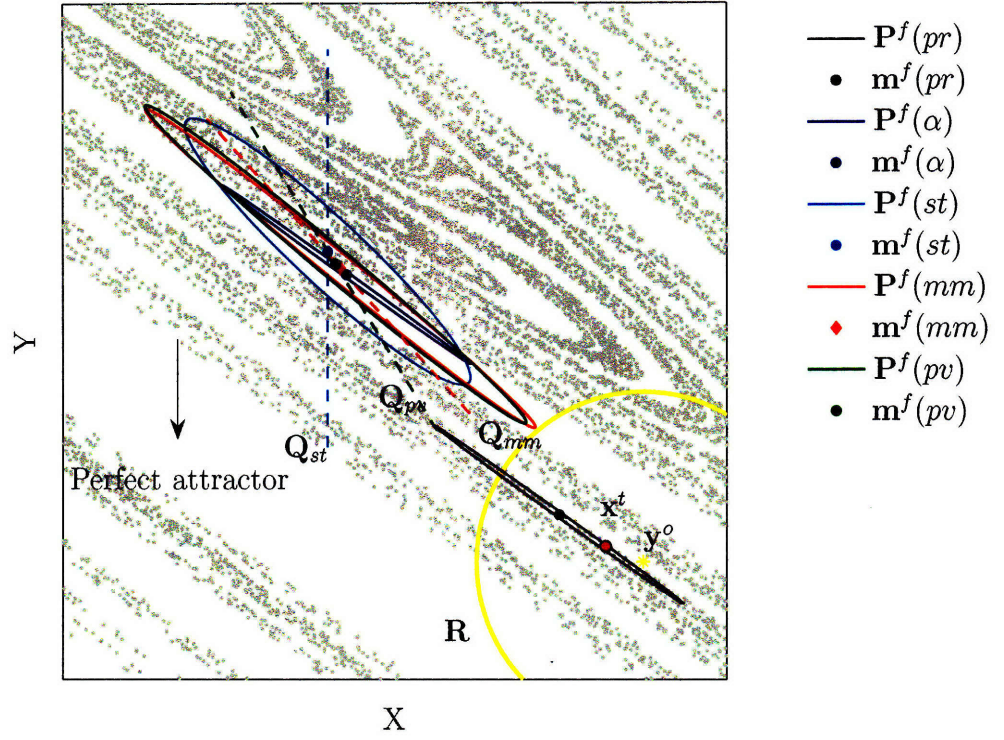 P^f(pr)
m^f(pr)
P^f(α)
m^f(α)
P^f(st)
m^f(st)
P^f(mm)
m^f(mm)
P^f(pv)
m^f(pv)
Y
Q_pv
Q_mm
Q_st
Perfect attractor
x^t
y^o
R
X